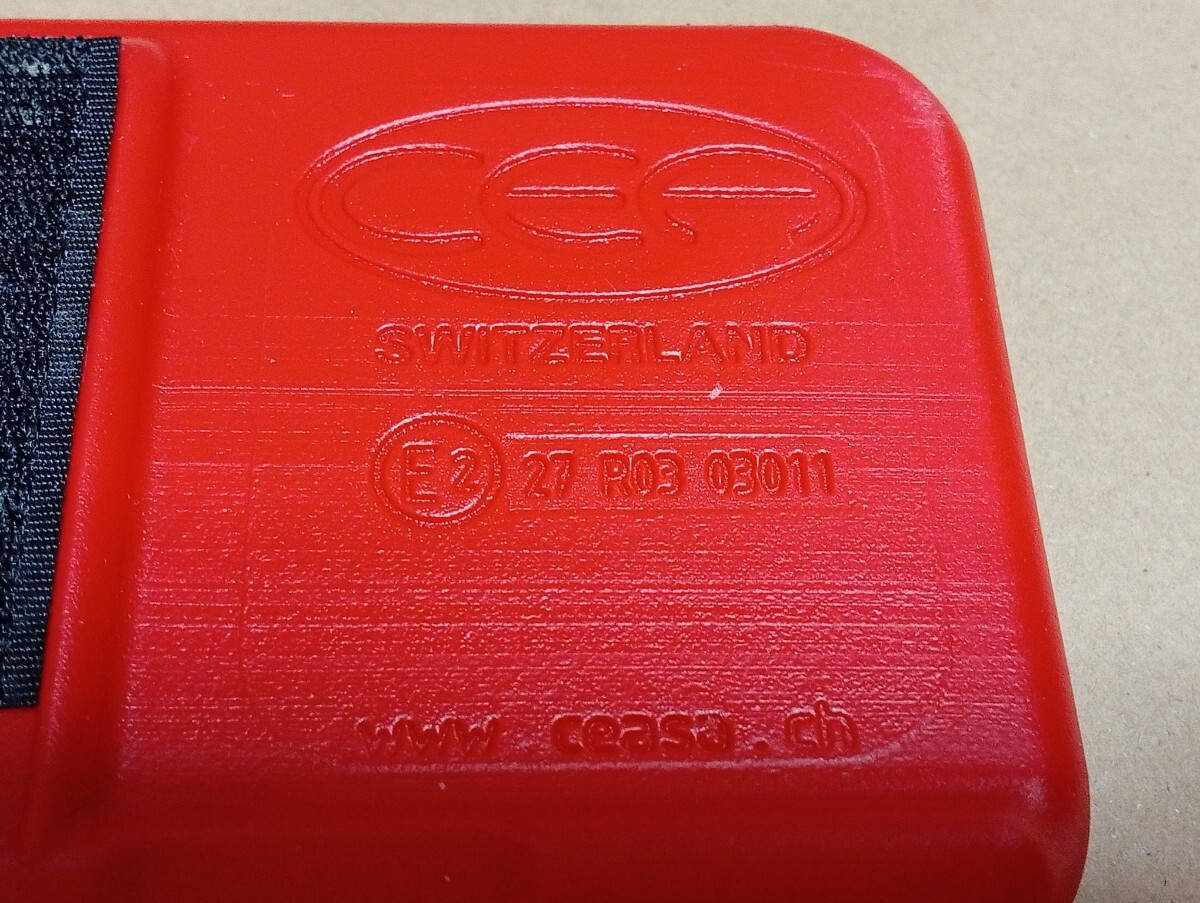 CEA
SWITZERLAND
E2 27 R03 03011
www.ceasa.ch